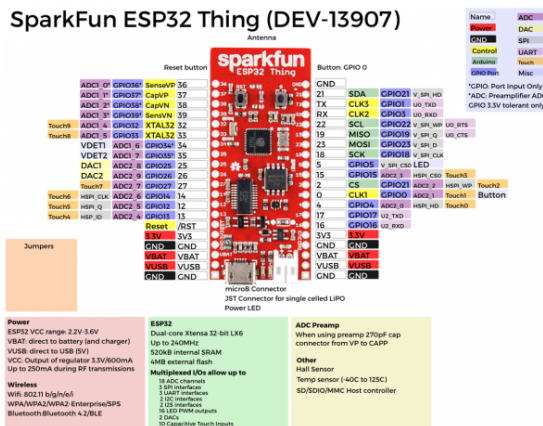 SparkFun ESP32 Thing (DEV-13907)
Antenna
Name ADC
Power DAC
GND SPI
Control UART
Arduino Touch
GPIO Port Misc
*GPIO: Port Input Only
*ADC: Preamplifier ADC
GPIO 3.3V tolerant only
Reset button
Button: GPIO 0
sparkfun
ESP32 Thing
ADC1_0* GPIO36* SenseVP 36
ADC1_1* GPIO37* CapVP 37
ADC1_2* GPIO38* CapVN 38
ADC1_3* GPIO39* SensVN 39
Touch9 ADC1_4 GPIO32 XTAL32 32
Touch8 ADC1_5 GPIO33 XTAL32 33
VDET1 ADC1_6 GPIO34* 34
VDET2 ADC1_7 GPIO35* 35
DAC1 ADC2_8 GPIO25 25
DAC2 ADC2_9 GPIO26 26
Touch7 ADC2_7 GPIO27 27
Touch6 HSPI_CLK ADC2_6 GPIO14 14
Touch5 HSPI_Q ADC2_5 GPIO12 12
Touch4 HSP_ID ADC2_4 GPIO13 13
Reset /RST
3.3V 3V3
GND GND
VBAT VBAT
VUSB VUSB
GND GND
GND
21 SDA GPIO21 V_SPI_HD
TX CLK3 GPIO1 U0_TXD
RX CLK2 GPIO3 U0_RXD
22 SCL GPIO22 V_SPI_WP U0_RTS
19 MISO GPIO19 V_SPI_Q U0_CTS
23 MOSI GPIO23 V_SPI_D
18 SCK GPIO18 V_SPI_CLK
5 GPIO5 V_SPI_CS0 LED
15 GPIO15 ADC2_3 HSPI_CS0 Touch3
2 CS GPIO21 ADC2_2 HSPI_WP Touch2
0 CLK1 GPIO0 ADC2_1 Touch1 Button
4 GPIO4 ADC2_0 HSPI_HD Touch0
17 GPIO17 U2_TXD
16 GPIO16 U2_RXD
3V3 3.3V
GND GND
VBAT VBAT
VUSB VUSB
GND GND
microB Connector
JST Connector for single celled LiPO
Power LED
Jumpers
Power
ESP32 VCC range: 2.2V-3.6V
VBAT: direct to battery (and charger)
VUSB: direct to USB (5V)
VCC: Output of regulator 3.3V/600mA
Up to 250mA during RF transmissions
Wireless
Wifi: 802.11 b/g/n/e/i
WPA/WPA2/WPA2-Enterprise/SPS
Bluetooth:Bluetooth 4.2/BLE
ESP32
Dual-core Xtensa 32-bit LX6
Up to 240MHz
520kB internal SRAM
4MB external flash
Multiplexed I/Os allow up to
18 ADC channels
3 SPI interfaces
3 UART interfaces
2 I2C interfaces
2 I2S interfaces
16 LED PWM outputs
2 DACs
10 Capacitive Touch Inputs
ADC Preamp
When using preamp 270pF cap
connector from VP to CAPP
Other
Hall Sensor
Temp sensor (-40C to 125C)
SD/SDIO/MMC Host controller